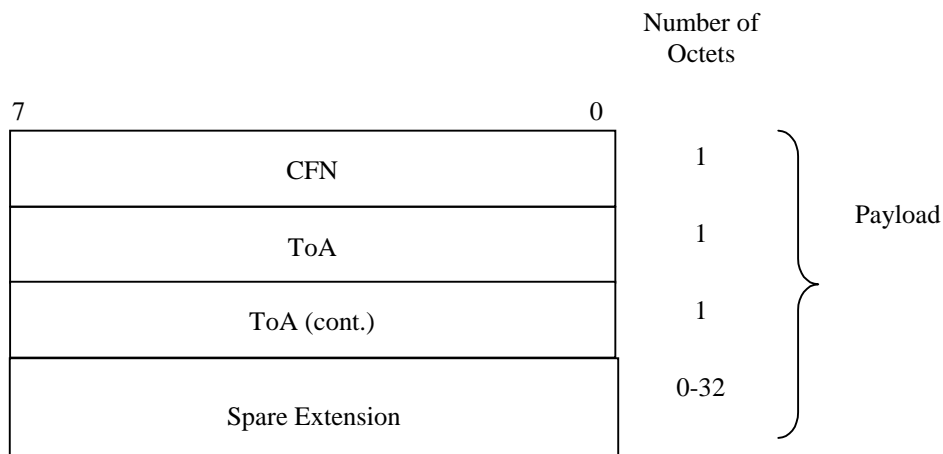 Number of
Octets
7 0
CFN 1
ToA 1
Payload
ToA (cont.) 1
Spare Extension 0-32